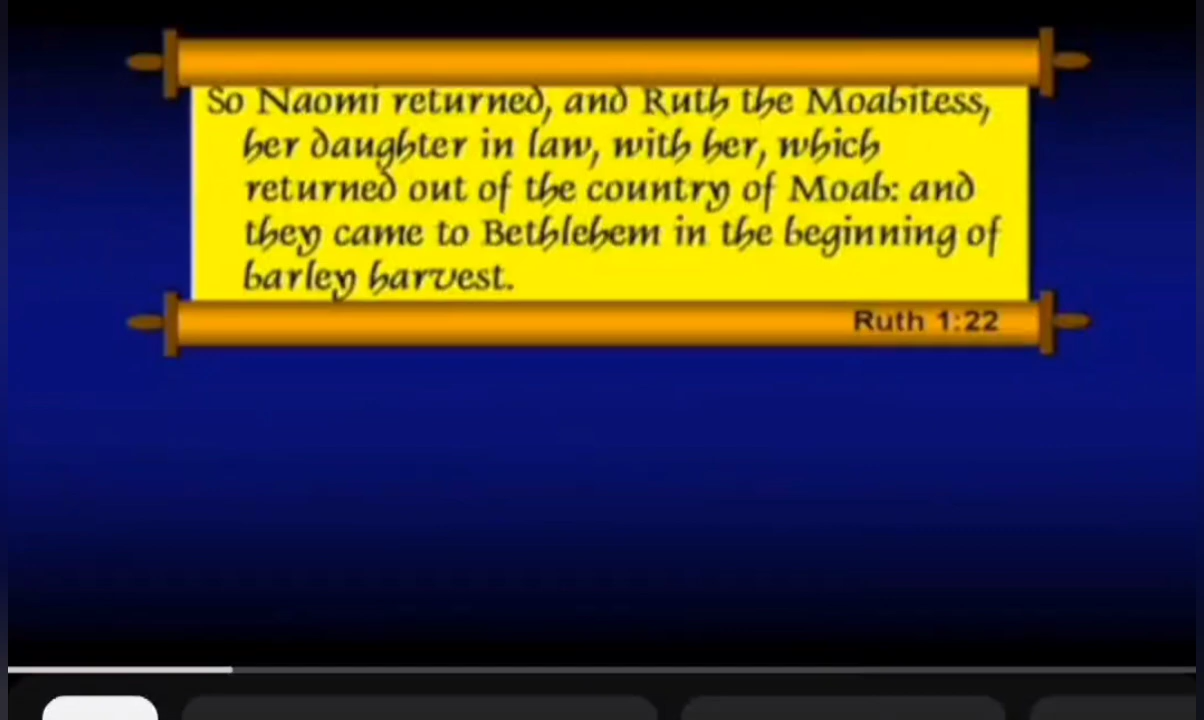 So Naomi returned, and Ruth the Moabitess,
her daughter in law, with her, which
returned out of the country of Moab: and
they came to Bethlehem in the beginning of
barley harvest.
Ruth 1:22